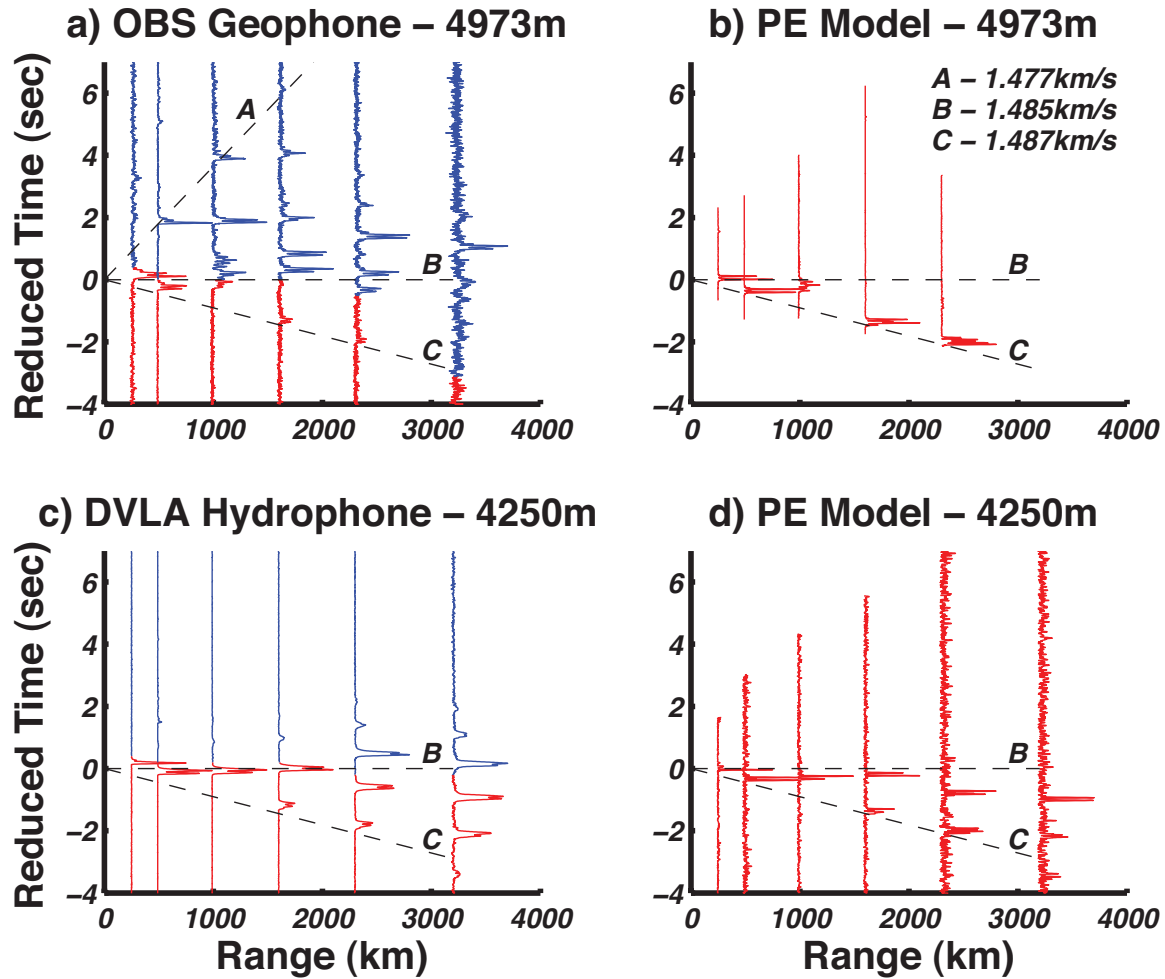 a) OBS Geophone – 4973m
b) PE Model – 4973m
Reduced Time (sec)
6
4
2
0
−2
−4
A
B
C
0
1000
2000
3000
4000
6
4
2
0
−2
−4
A – 1.477km/s
B – 1.485km/s
C – 1.487km/s
B
C
0
1000
2000
3000
4000
c) DVLA Hydrophone – 4250m
d) PE Model – 4250m
Reduced Time (sec)
6
4
2
0
−2
−4
B
C
0
1000
2000
3000
4000
Range (km)
6
4
2
0
−2
−4
B
C
0
1000
2000
3000
4000
Range (km)